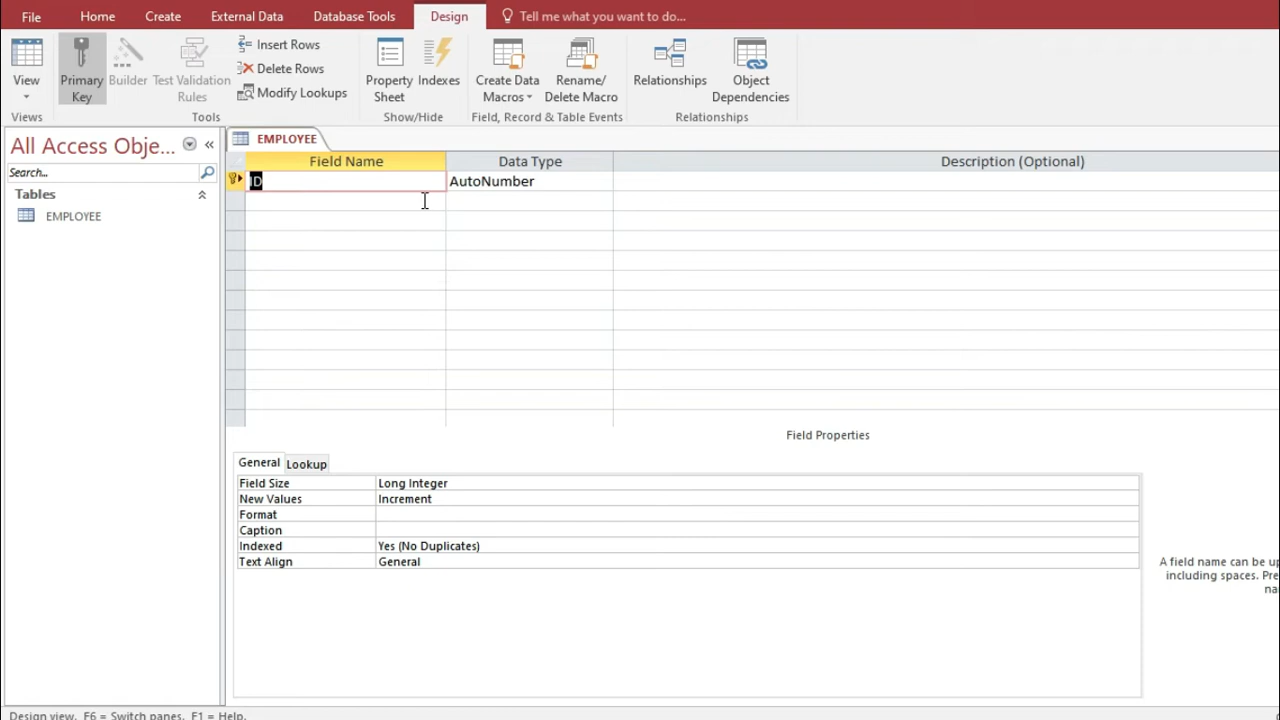 File Home Create External Data Database Tools Design Tell me what you want to do...
View
Primary Key
Builder
Test Validation Rules
Insert Rows
Delete Rows
Modify Lookups
Property Sheet
Indexes
Create Data Macros
Rename/ Delete Macro
Relationships
Object Dependencies
Views Tools Show/Hide Field, Record & Table Events Relationships
All Access Obje...
Search...
Tables
EMPLOYEE
EMPLOYEE
Field Name Data Type Description (Optional)
ID AutoNumber
Field Properties
General Lookup
Field Size Long Integer
New Values Increment
Format
Caption
Indexed Yes (No Duplicates)
Text Align General
A field name can be up
including spaces. Pre
na
Design view. F6 = Switch panes. F1 = Help.